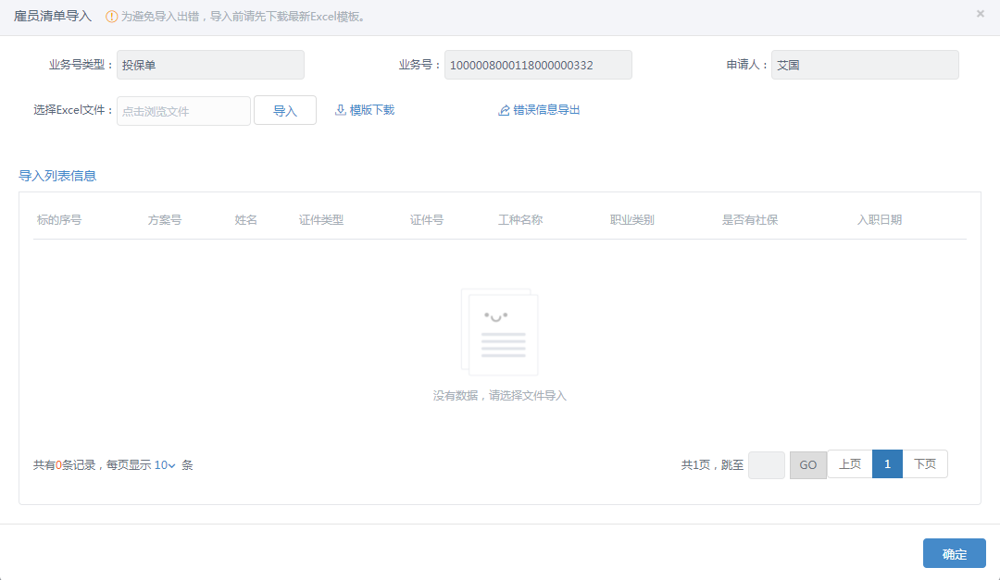 雇员清单导入 为避免导入出错，导入前请先下载最新Excel模板。 ×
业务号类型： 投保单 业务号： 1000008000118000000332 申请人： 艾国
选择Excel文件： 点击浏览文件 导入 模版下载 错误信息导出
导入列表信息
标的序号 方案号 姓名 证件类型 证件号 工种名称 职业类别 是否有社保 入职日期
没有数据，请选择文件导入
共有0条记录，每页显示 10 条 共1页，跳至 GO 上页 1 下页
确定